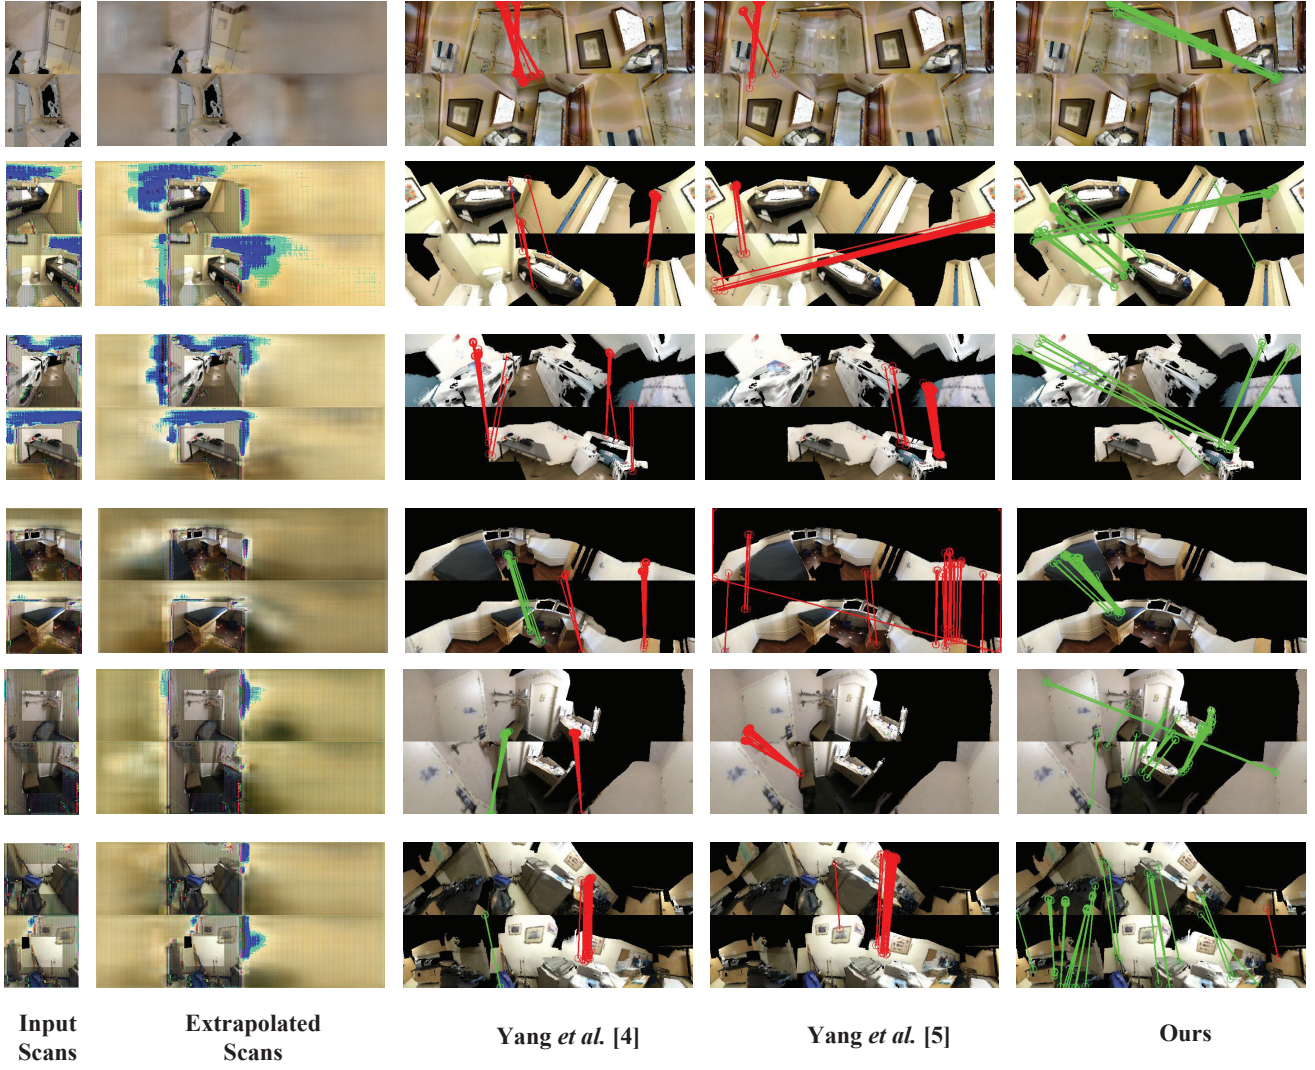 Input
Scans
Extrapolated
Scans
Yang et al. [4]
Yang et al. [5]
Ours